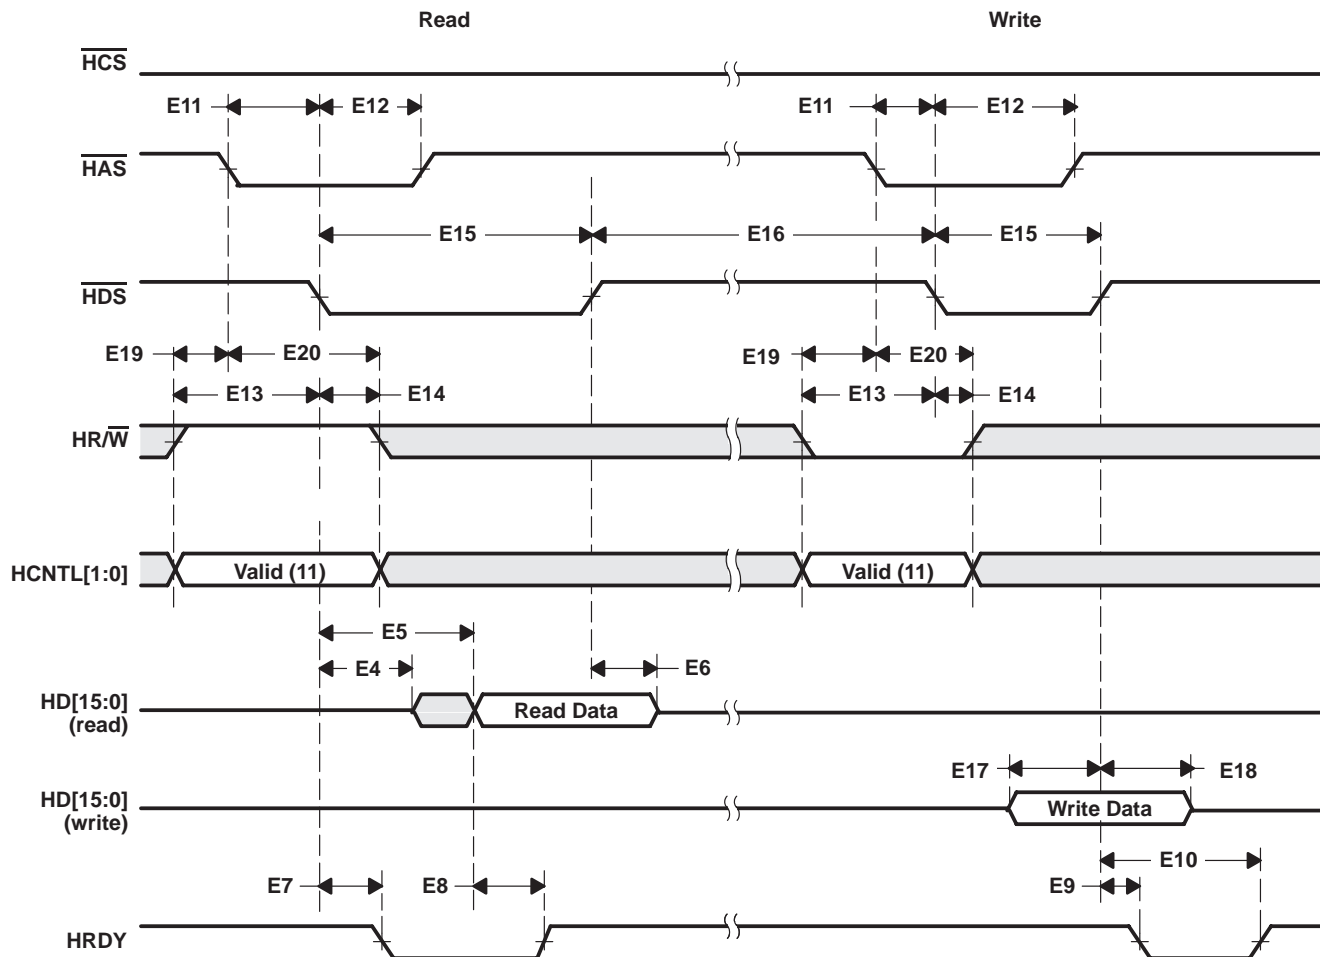 Read Write
HCS
E11 E12 E11 E12
HAS
E15 E16 E15
HDS
E19 E20 E19 E20
E13 E14 E13 E14
HR/W
HCNTL[1:0] Valid (11) Valid (11)
E5
E4 E6
HD[15:0]
(read)
Read Data
E17 E18
HD[15:0]
(write)
Write Data
E10
E7 E8 E9
HRDY